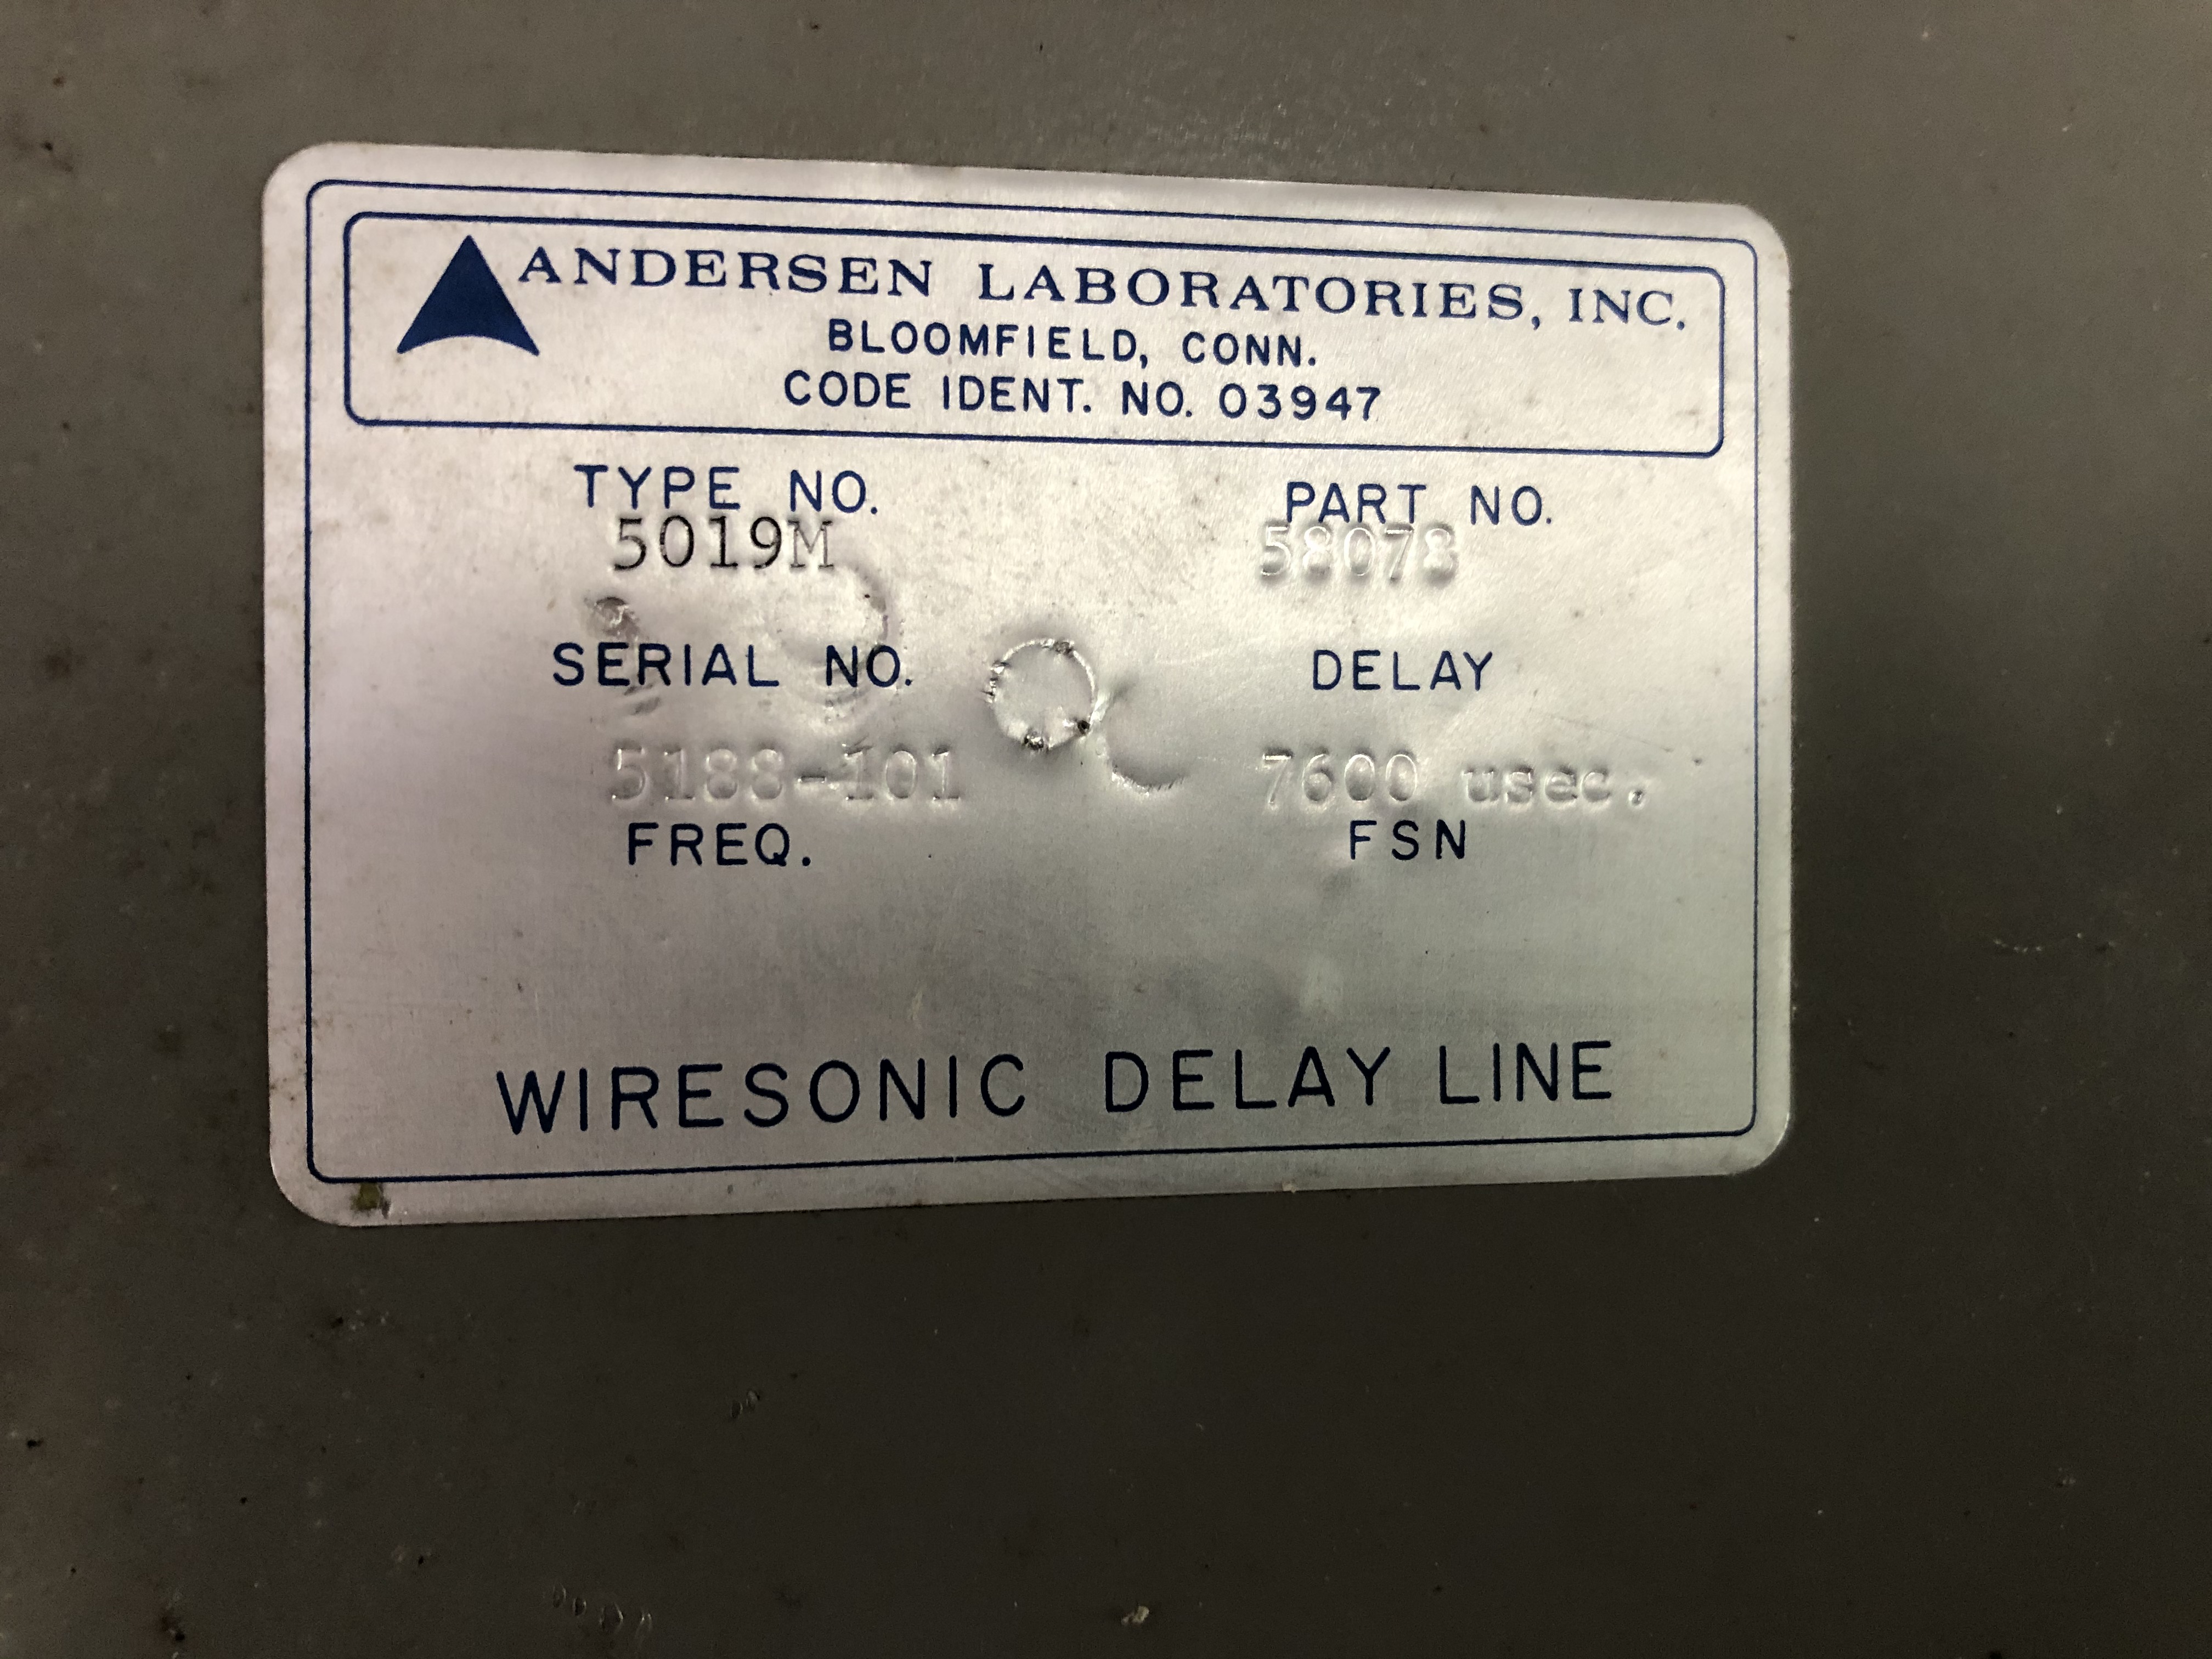 ANDERSEN LABORATORIES, INC.
BLOOMFIELD, CONN.
CODE IDENT. NO. 03947
TYPE NO. PART NO.
5019M 58078
SERIAL NO. DELAY
5188-101 7600 usec.
FREQ. FSN
WIRESONIC DELAY LINE